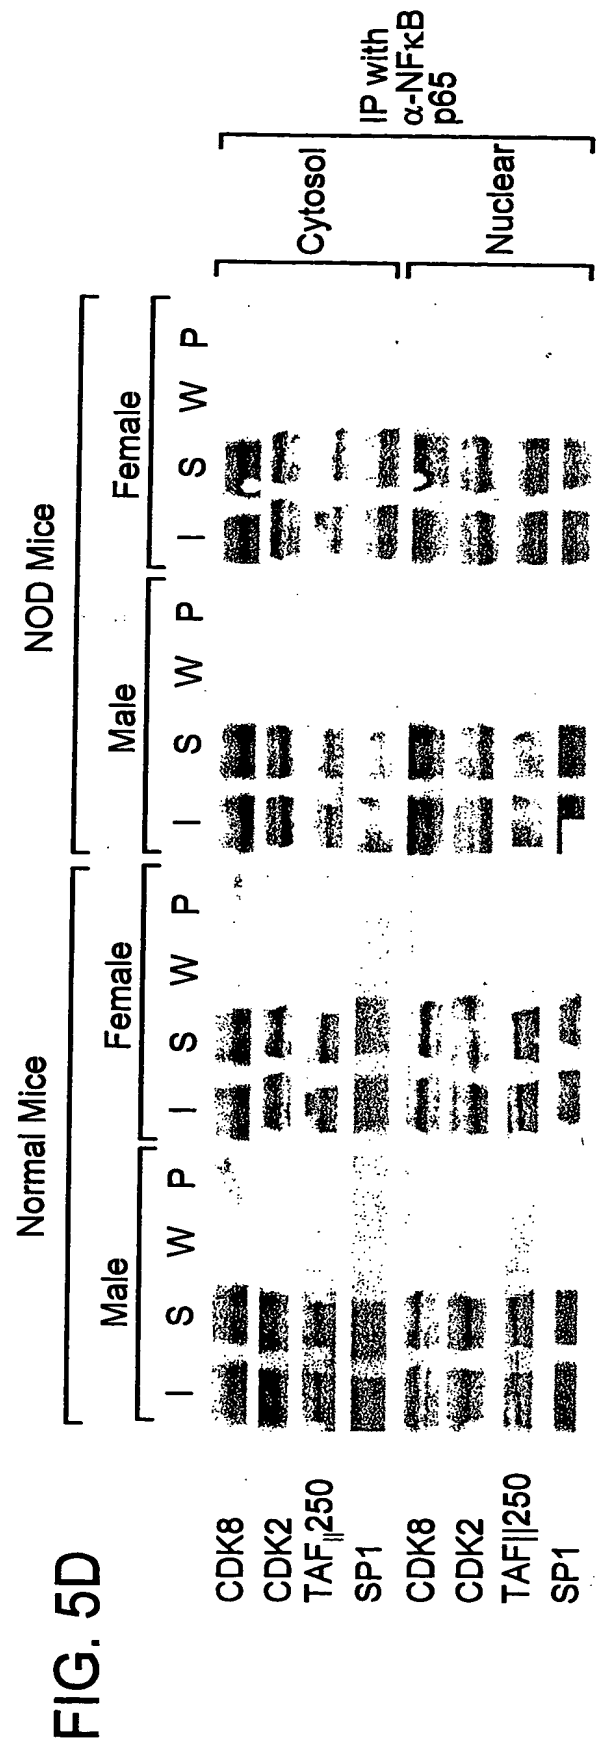 FIG. 5D
Normal Mice
NOD Mice
Male
Female
Male
Female
I S W P
I S W P
I S W P
I S W P
CDK8
CDK2
TAF||250
SP1
CDK8
CDK2
TAF||250
SP1
Cytosol
Nuclear
IP with
α-NFκB
p65